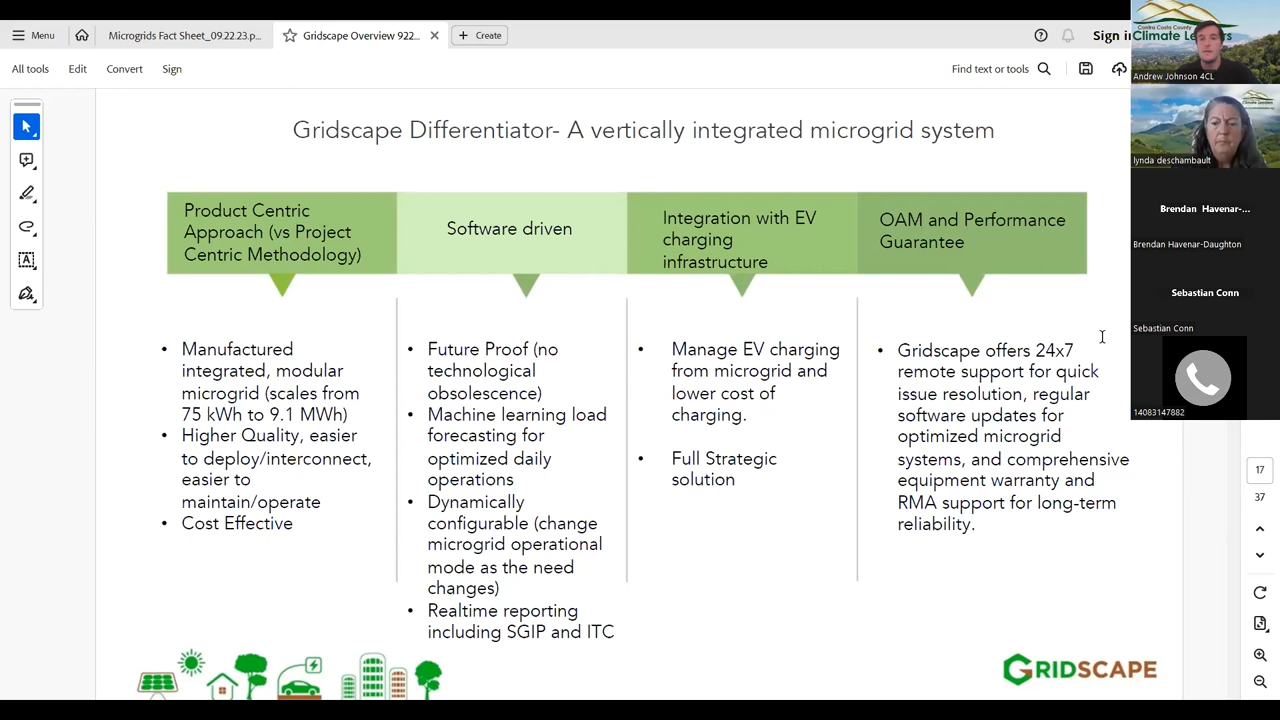 Menu
Microgrids Fact Sheet_09.22.23.p...
Gridscape Overview 922...
Create
Sign i
All tools
Edit
Convert
Sign
Find text or tools
Gridscape Differentiator- A vertically integrated microgrid system
Product Centric
Approach (vs Project
Centric Methodology)
Manufactured
integrated, modular
microgrid (scales from
75 kWh to 9.1 MWh)
Higher Quality, easier
to deploy/interconnect,
easier to
maintain/operate
Cost Effective
Software driven
Future Proof (no
technological
obsolescence)
Machine learning load
forecasting for
optimized daily
operations
Dynamically
configurable (change
microgrid operational
mode as the need
changes)
Realtime reporting
including SGIP and ITC
Integration with EV
charging
infrastructure
Manage EV charging
from microgrid and
lower cost of
charging.
Full Strategic
solution
OAM and Performance
Guarantee
Gridscape offers 24x7
remote support for quick
issue resolution, regular
software updates for
optimized microgrid
systems, and comprehensive
equipment warranty and
RMA support for long-term
reliability.
GRIDSCAPE
Contra Costa County
Climate Leaders
Andrew Johnson 4CL
lynda deschambault
Brendan Havenar-...
Brendan Havenar-Daughton
Sebastian Conn
Sebastian Conn
14083147882
17
37